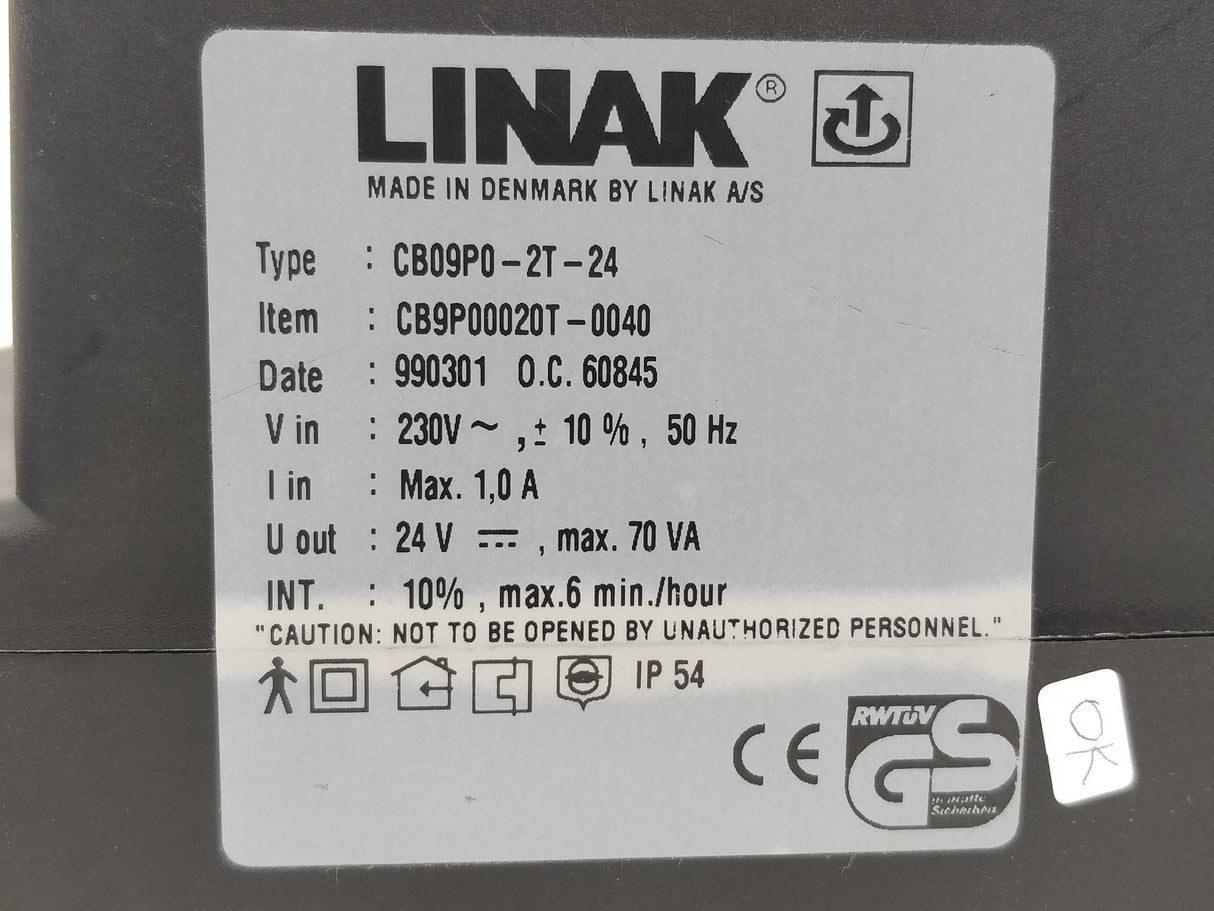 LINAK®
MADE IN DENMARK BY LINAK A/S
Type : CB09P0-2T-24
Item : CB9P00020T-0040
Date : 990301 O.C. 60845
V in : 230V ~ , ± 10 %, 50 Hz
I in : Max. 1,0 A
U out : 24 V ⎓ , max. 70 VA
INT. : 10% , max.6 min./hour
"CAUTION: NOT TO BE OPENED BY UNAUTHORIZED PERSONNEL."
IP 54
CE
RWTÜV
GS
geprüfte
Sicherheit
OK